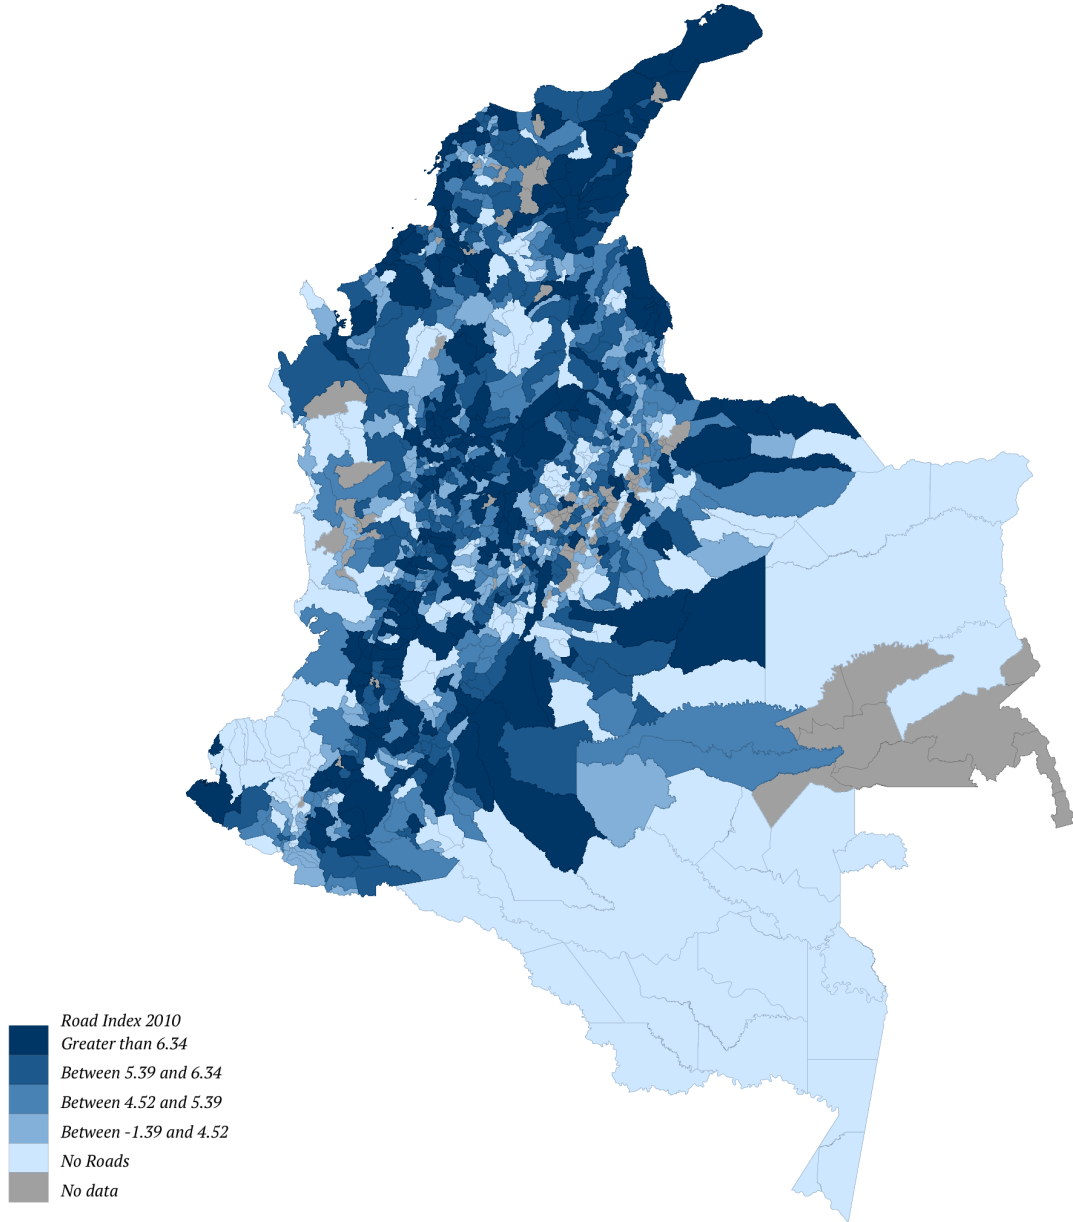 Road Index 2010
Greater than 6.34
Between 5.39 and 6.34
Between 4.52 and 5.39
Between -1.39 and 4.52
No Roads
No data